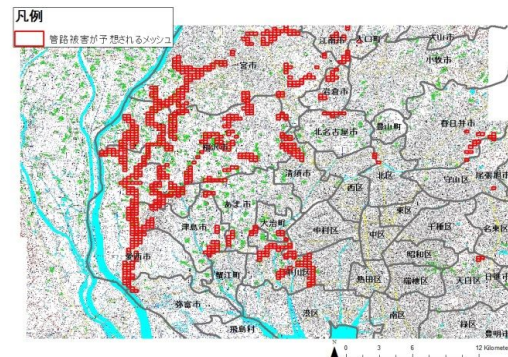 凡例
管路被害が予想されるメッシュ
江南市
大口町
犬山市
小牧市
一宮市
岩倉市
北名古屋市
豊山町
春日井市
稲沢市
清須市
北区
守山区
尾張旭市
西区
あま市
大治町
津島市
中村区
東区
中区
千種区
名東区
愛西市
昭和区
蟹江町
中川区
熱田区
瑞穂区
天白区
日進市
弥富市
港区
南区
飛島村
緑区
豊明市
N
0 3 6 12 Kilometers